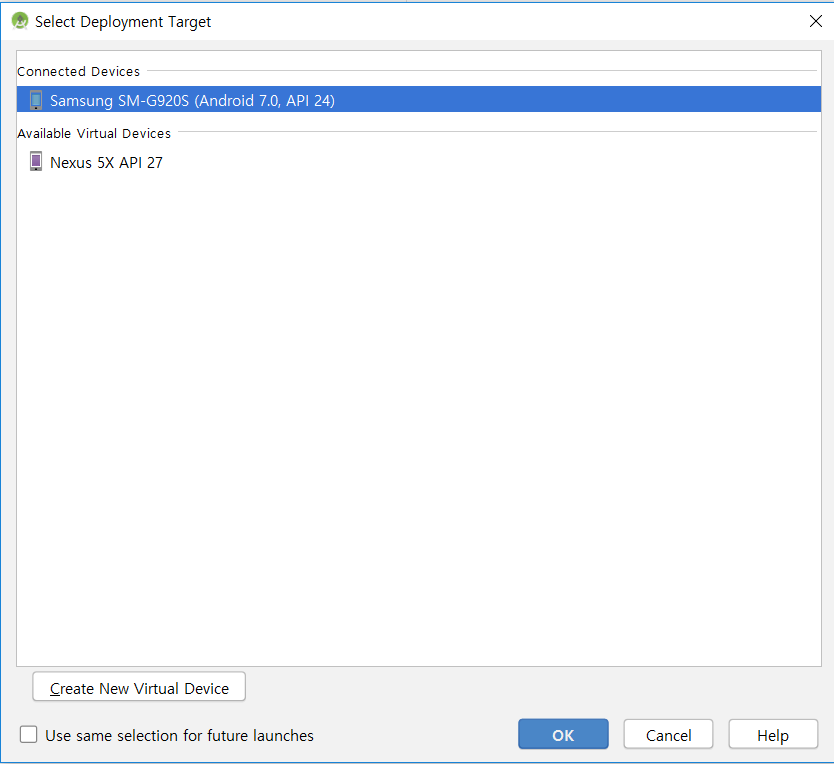 Select Deployment Target
Connected Devices
Samsung SM-G920S (Android 7.0, API 24)
Available Virtual Devices
Nexus 5X API 27
Create New Virtual Device
Use same selection for future launches
OK
Cancel
Help